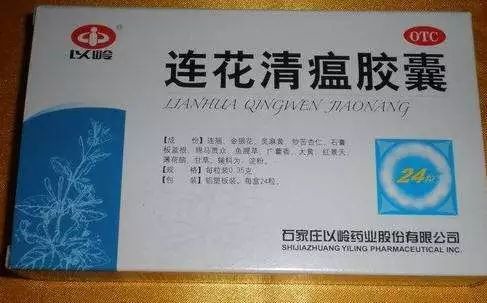 以岭
OTC
连花清瘟胶囊
LIANHUA QINGWEN JIAONANG
【成 份】连翘、金银花、炙麻黄、炒苦杏仁、石膏、
板蓝根、绵马贯众、鱼腥草、广藿香、大黄、红景天、
薄荷脑、甘草。辅料为：淀粉。
【规 格】每粒装0.35克
【包 装】铝塑板装。每盒24粒。
24粒
石家庄以岭药业股份有限公司
SHIJIAZHUANG YILING PHARMACEUTICAL INC.